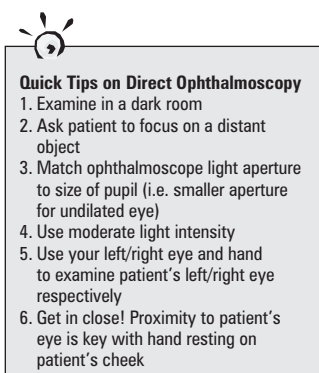 Quick Tips on Direct Ophthalmoscopy
1. Examine in a dark room
2. Ask patient to focus on a distant
object
3. Match ophthalmoscope light aperture
to size of pupil (i.e. smaller aperture
for undilated eye)
4. Use moderate light intensity
5. Use your left/right eye and hand
to examine patient's left/right eye
respectively
6. Get in close! Proximity to patient's
eye is key with hand resting on
patient's cheek